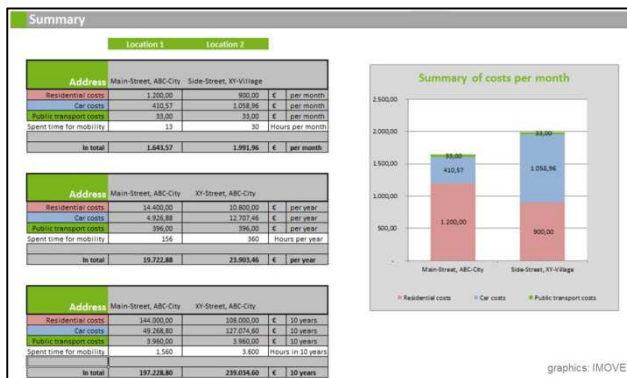 Summary
Location 1 Location 2
Address Main-Street, ABC-City Side-Street, XY-Village
Residential costs 1.200,00 900,00 € per month
Car costs 410,57 1.058,96 € per month
Public transport costs 33,00 33,00 € per month
Spent time for mobility 13 30 Hours per month
In total 1.643,57 1.991,96 € per month
Address Main-Street, ABC-City XY-Street, ABC-City
Residential costs 14.400,00 10.800,00 € per year
Car costs 4.926,88 12.707,46 € per year
Public transport costs 396,00 396,00 € per year
Spent time for mobility 156 360 Hours per year
In total 19.722,88 23.903,46 € per year
Address Main-Street, ABC-City XY-Street, ABC-City
Residential costs 144.000,00 108.000,00 € 10 years
Car costs 49.268,80 127.074,60 € 10 years
Public transport costs 3.960,00 3.960,00 € 10 years
Spent time for mobility 1.560 3.600 Hours in 10 years
In total 197.228,80 239.034,60 € 10 years
Summary of costs per month
2.500,00
2.000,00
1.500,00
1.000,00
500,00
-
33,00
410,57
1.200,00
33,00
1.058,96
900,00
Main-Street, ABC-City Side-Street, XY-Village
Residential costs Car costs Public transport costs
graphics: IMOVE